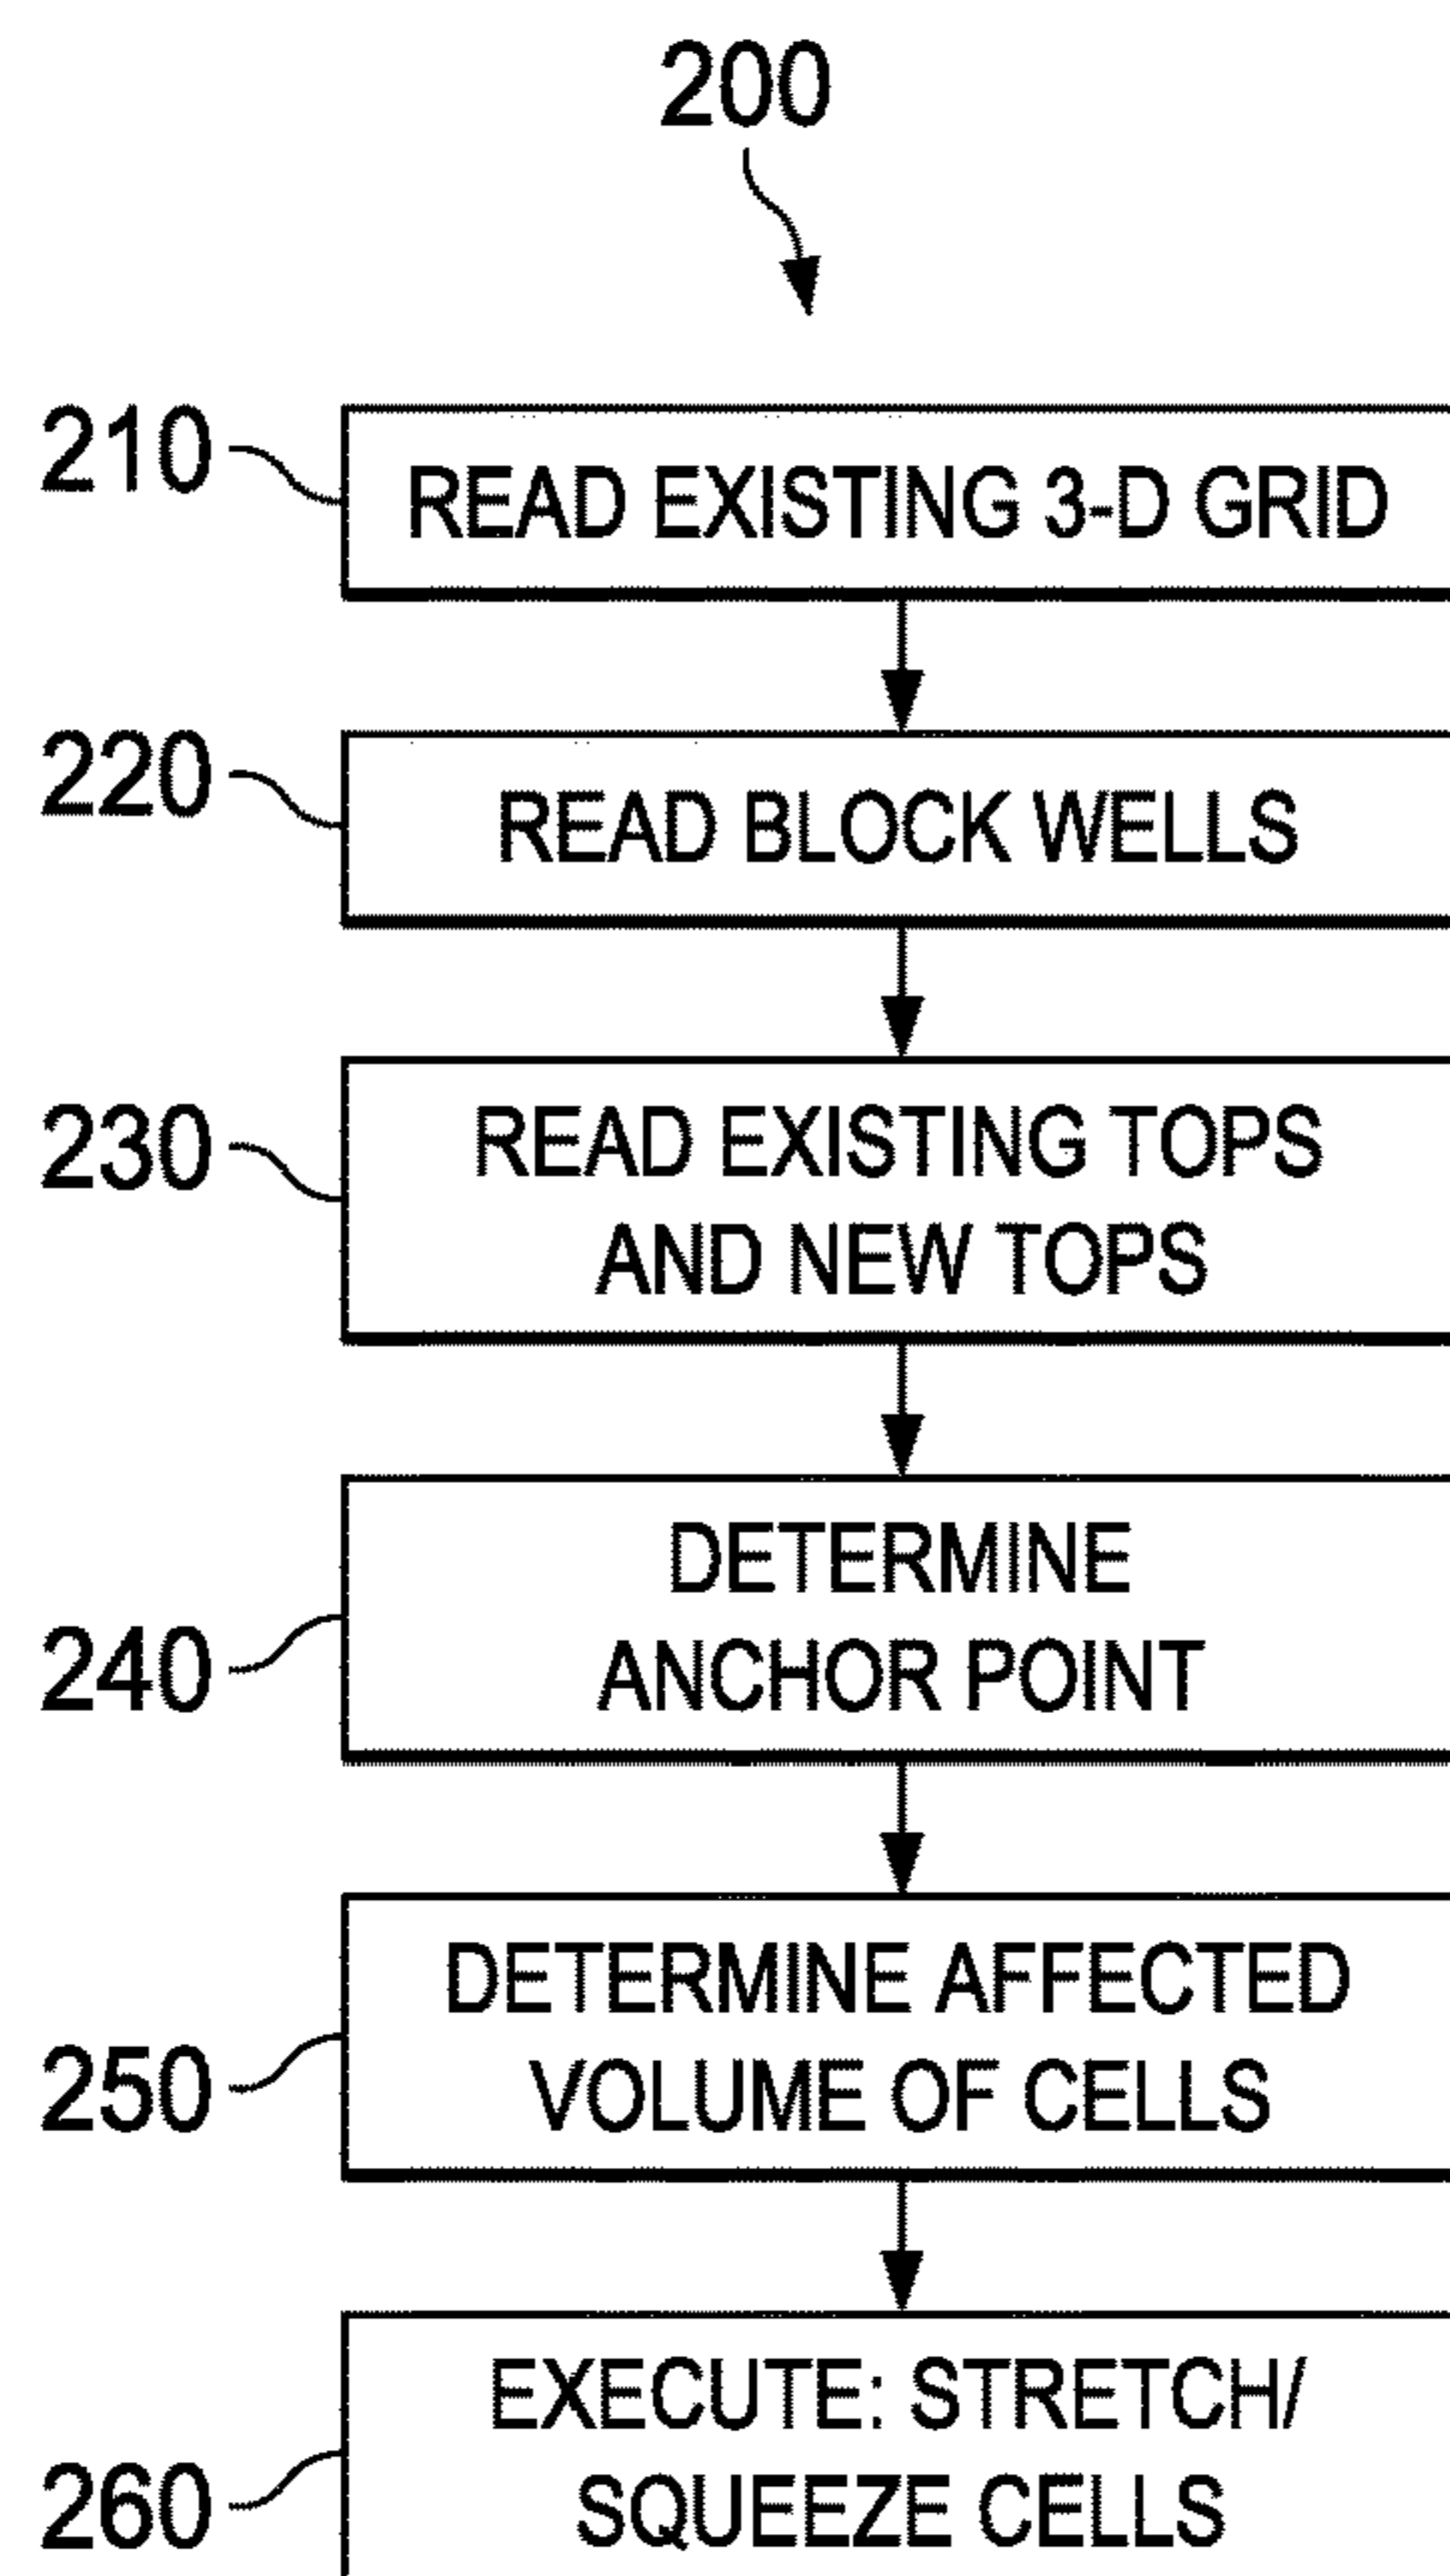 200
210
READ EXISTING 3-D GRID
220
READ BLOCK WELLS
230
READ EXISTING TOPS
AND NEW TOPS
240
DETERMINE
ANCHOR POINT
250
DETERMINE AFFECTED
VOLUME OF CELLS
260
EXECUTE: STRETCH/
SQUEEZE CELLS